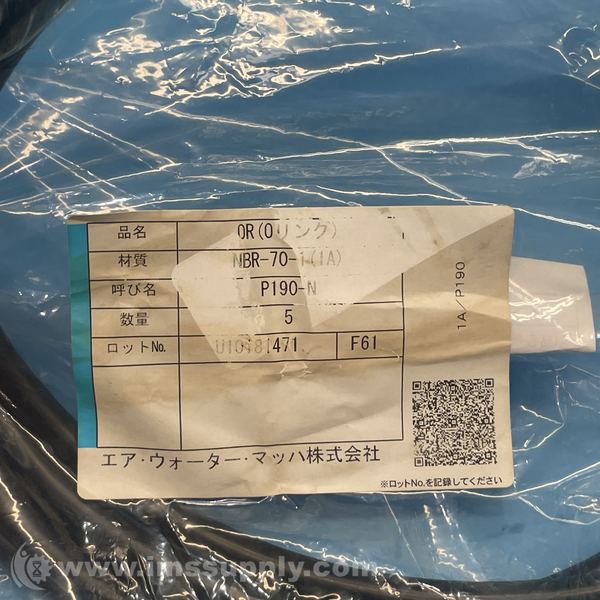 品名 OR(Oリング)
材質 NBR-70-1(1A)
呼び名 P190-N
数量 5
ロットNo. U10181471 F61
エア・ウォーター・マッハ株式会社
※ロットNo.を記録してください
1A/P190
www.imssupply.com